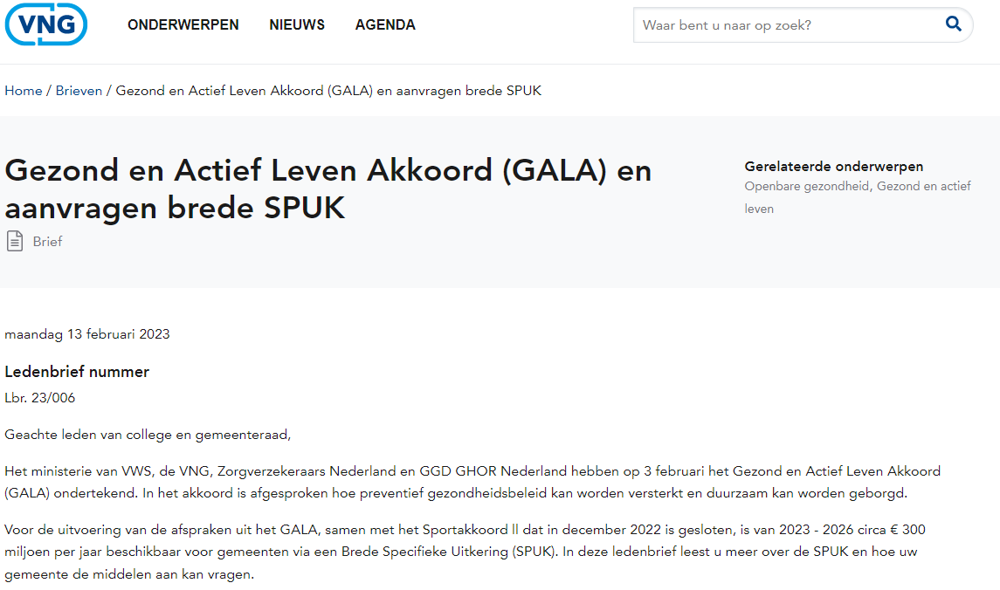 VNG
ONDERWERPEN NIEUWS AGENDA
Waar bent u naar op zoek?
Home / Brieven / Gezond en Actief Leven Akkoord (GALA) en aanvragen brede SPUK
Gezond en Actief Leven Akkoord (GALA) en
aanvragen brede SPUK
Brief
Gerelateerde onderwerpen
Openbare gezondheid, Gezond en actief
leven
maandag 13 februari 2023
Ledenbrief nummer
Lbr. 23/006
Geachte leden van college en gemeenteraad,
Het ministerie van VWS, de VNG, Zorgverzekeraars Nederland en GGD GHOR Nederland hebben op 3 februari het Gezond en Actief Leven Akkoord
(GALA) ondertekend. In het akkoord is afgesproken hoe preventief gezondheidsbeleid kan worden versterkt en duurzaam kan worden geborgd.
Voor de uitvoering van de afspraken uit het GALA, samen met het Sportakkoord ll dat in december 2022 is gesloten, is van 2023 - 2026 circa € 300
miljoen per jaar beschikbaar voor gemeenten via een Brede Specifieke Uitkering (SPUK). In deze ledenbrief leest u meer over de SPUK en hoe uw
gemeente de middelen aan kan vragen.